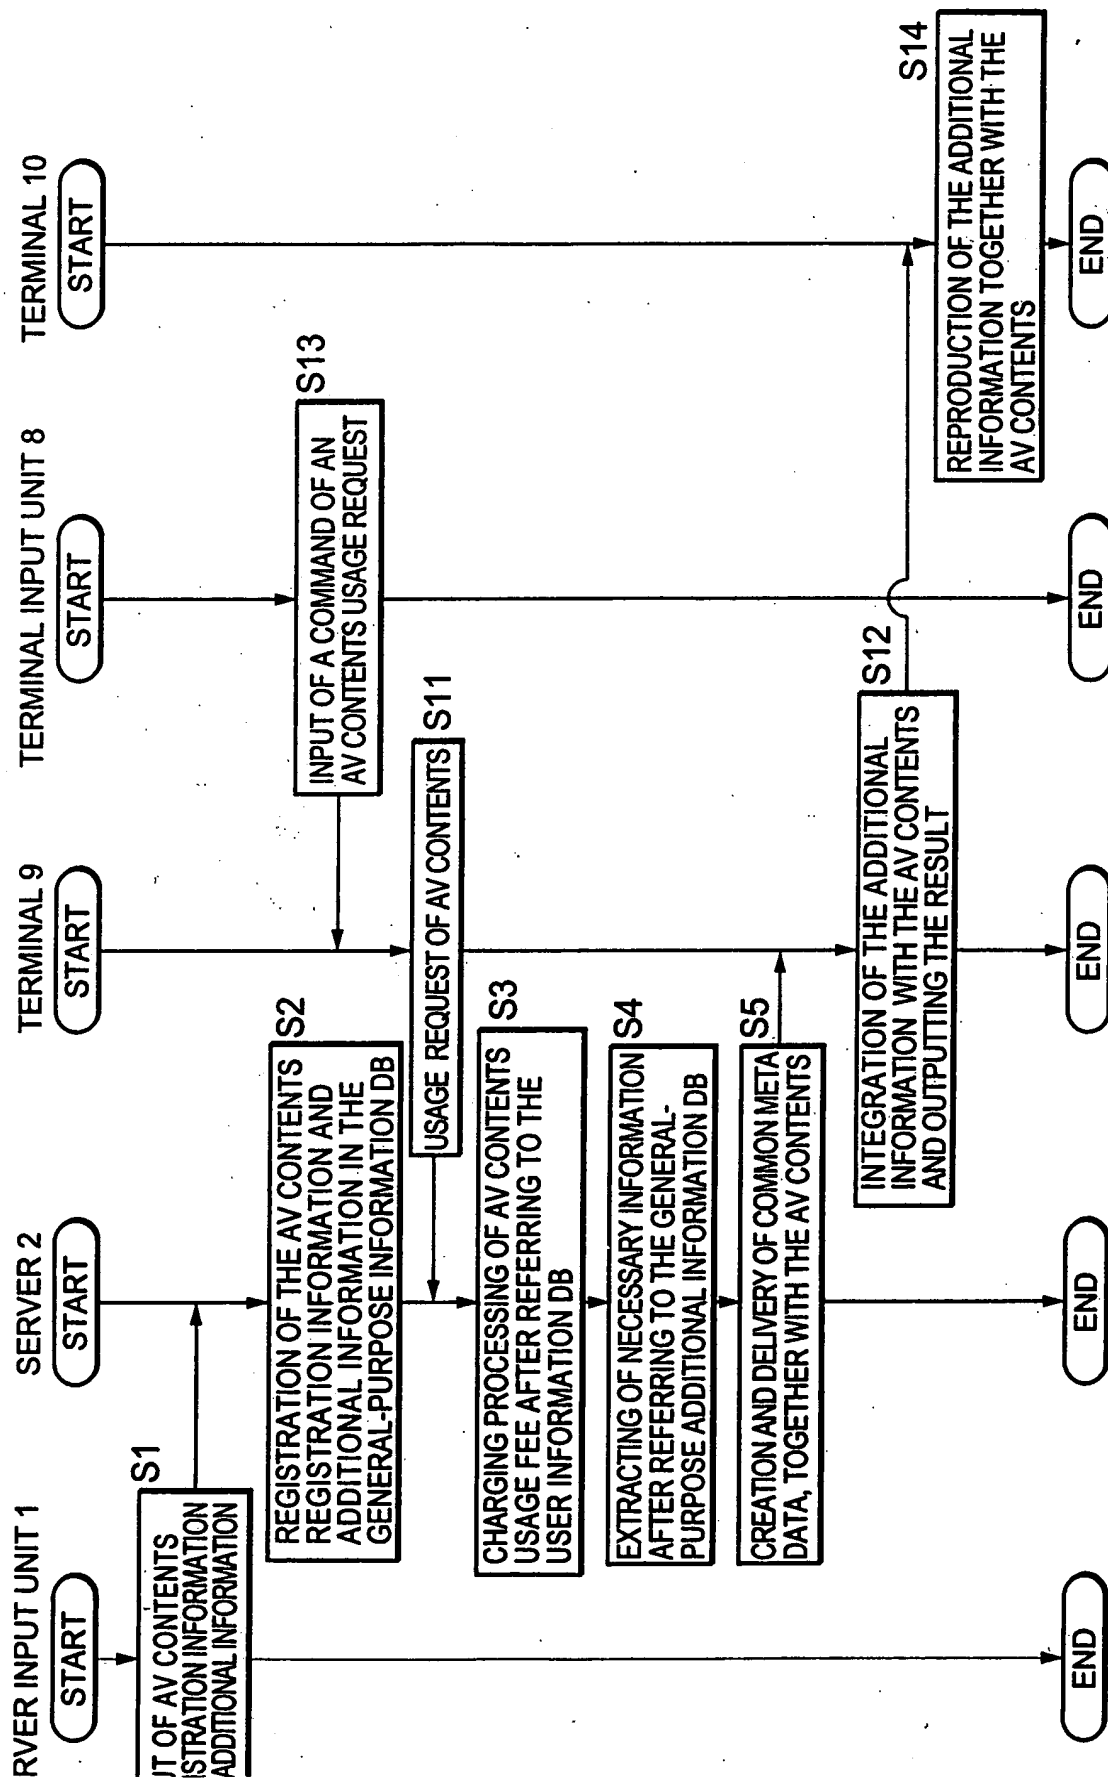 RVER INPUT UNIT 1
START
UT OF AV CONTENTS
ISTRATION INFORMATION
ADDITIONAL INFORMATION
S1
END
SERVER 2
START
REGISTRATION OF THE AV CONTENTS
REGISTRATION INFORMATION AND
ADDITIONAL INFORMATION IN THE
GENERAL-PURPOSE INFORMATION DB
S2
CHARGING PROCESSING OF AV CONTENTS
USAGE FEE AFTER REFERRING TO THE
USER INFORMATION DB
S3
EXTRACTING OF NECESSARY INFORMATION
AFTER REFERRING TO THE GENERAL-
PURPOSE ADDITIONAL INFORMATION DB
S4
CREATION AND DELIVERY OF COMMON META
DATA, TOGETHER WITH THE AV CONTENTS
S5
END
TERMINAL 9
START
USAGE REQUEST OF AV CONTENTS
S11
INTEGRATION OF THE ADDITIONAL
INFORMATION WITH THE AV CONTENTS
AND OUTPUTTING THE RESULT
S12
END
TERMINAL INPUT UNIT 8
START
INPUT OF A COMMAND OF AN
AV CONTENTS USAGE REQUEST
S13
END
TERMINAL 10
START
REPRODUCTION OF THE ADDITIONAL
INFORMATION TOGETHER WITH THE
AV CONTENTS
S14
END